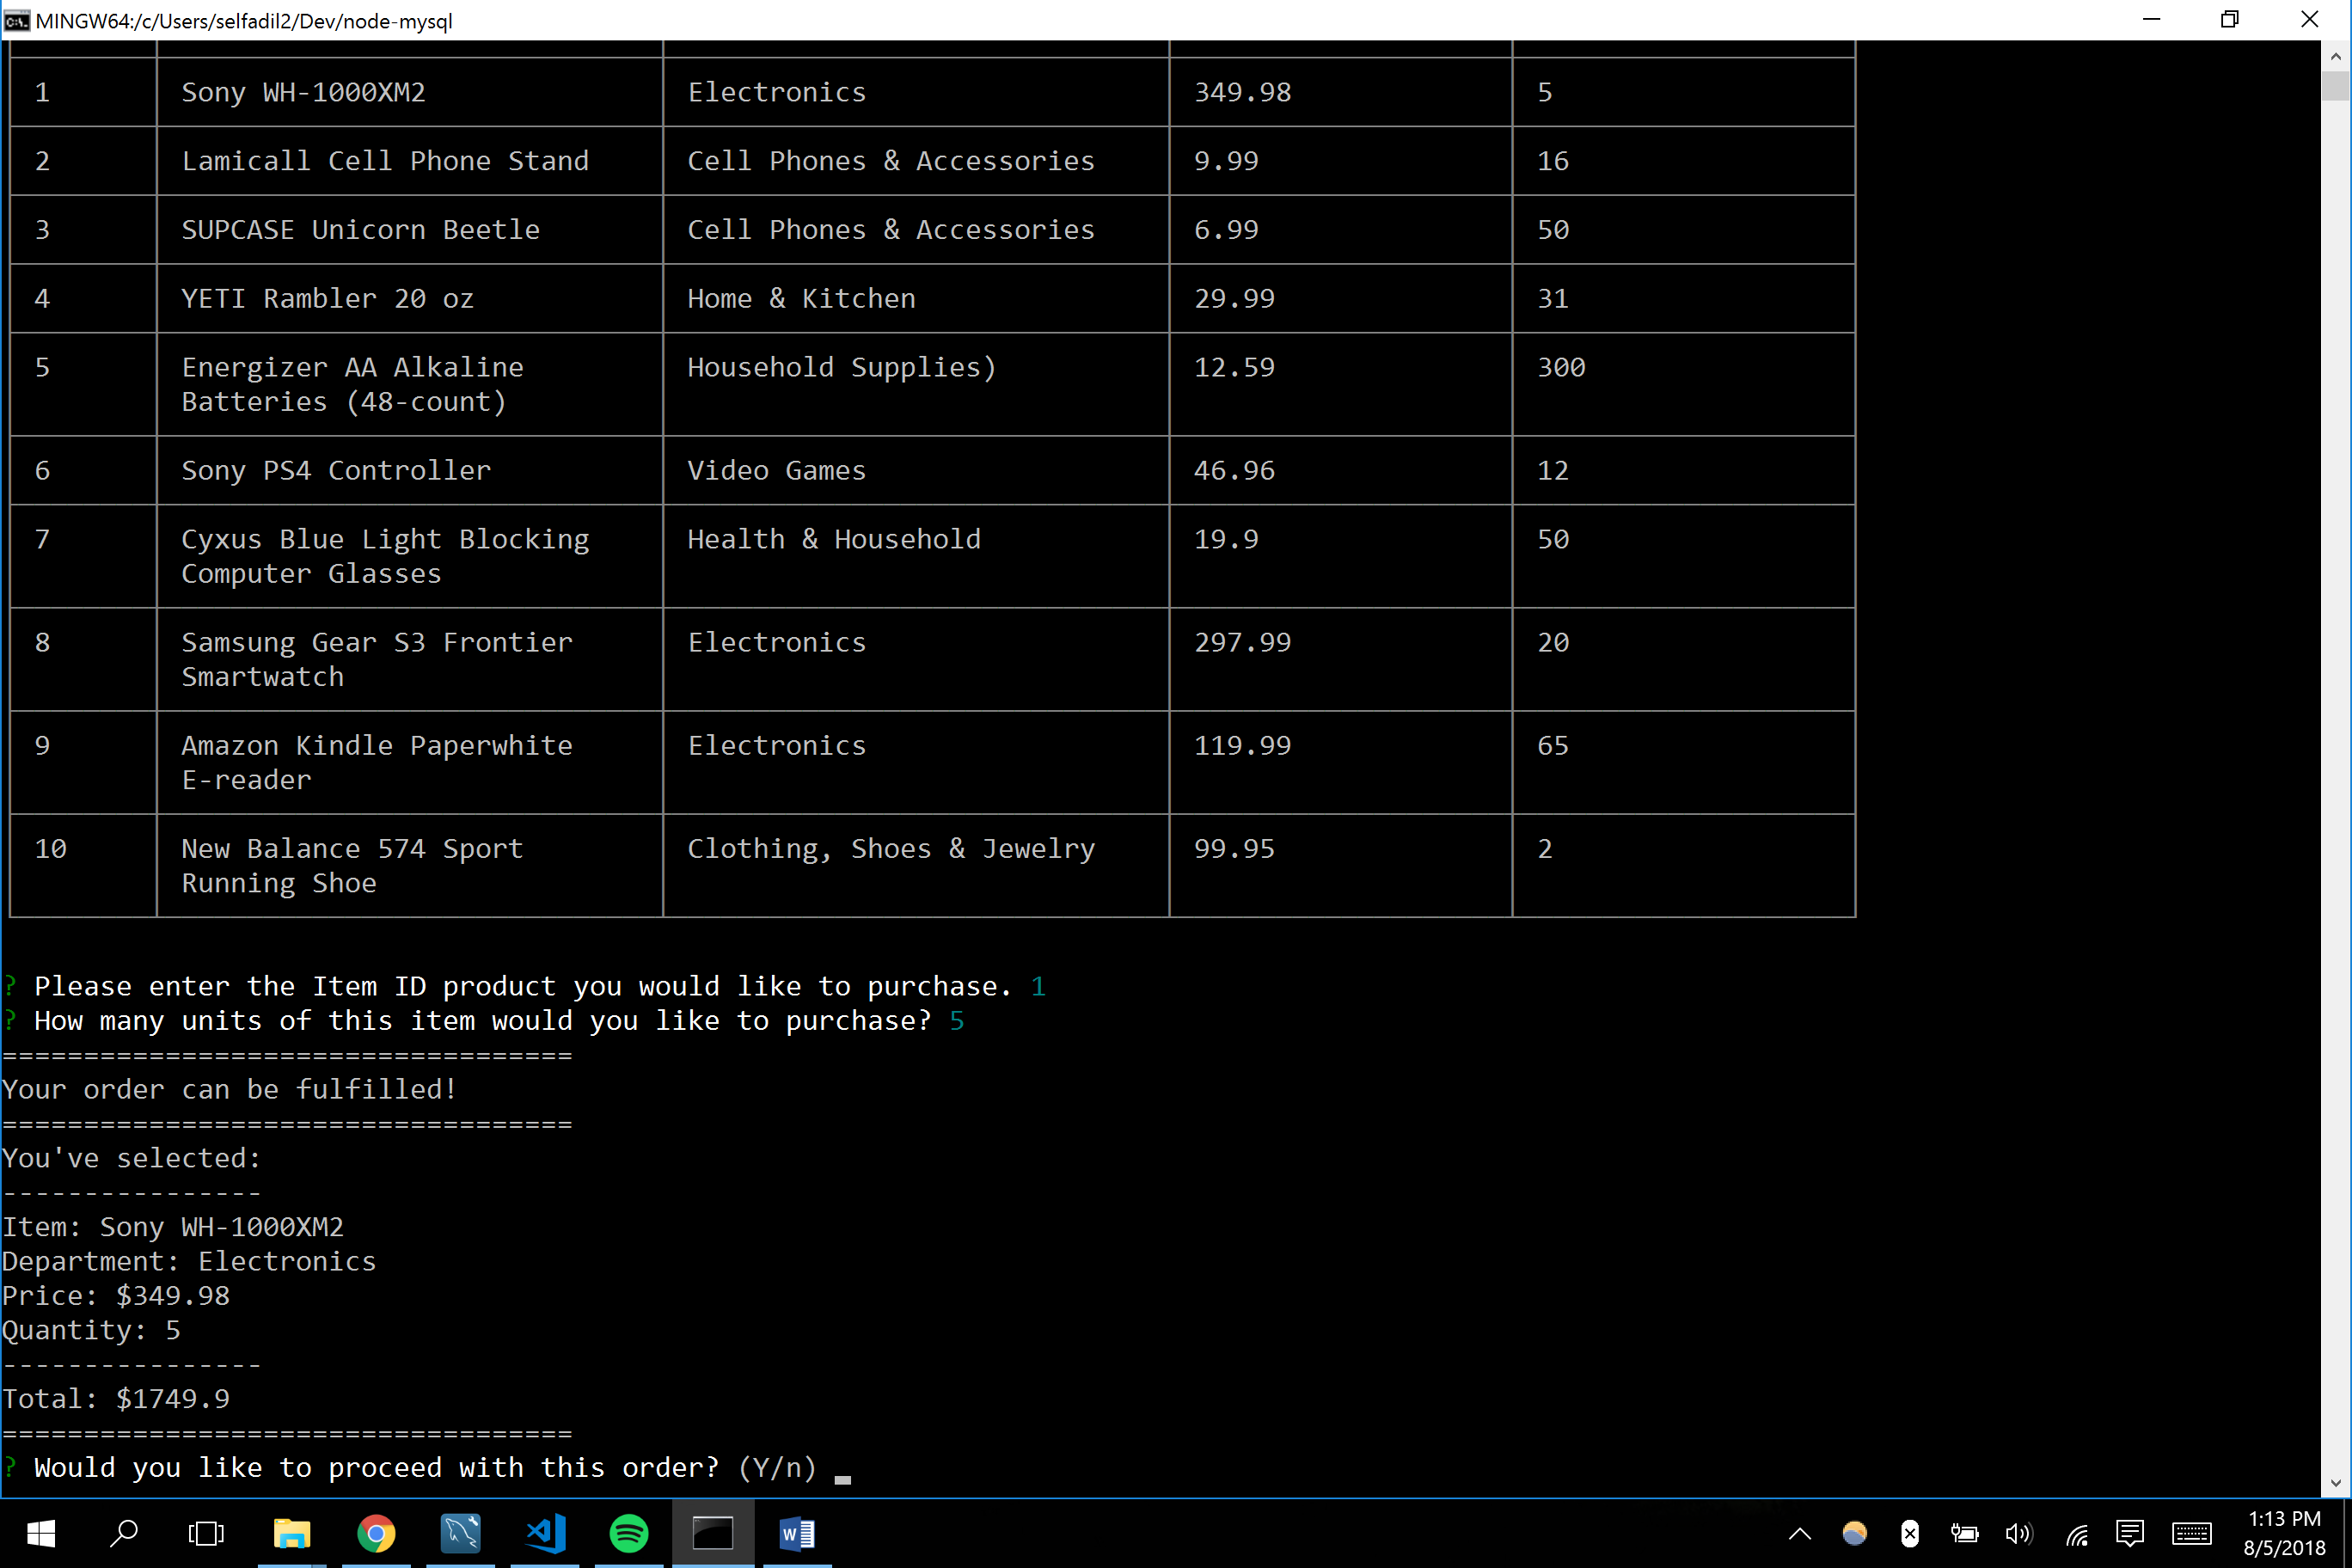 MINGW64:/c/Users/selfadil2/Dev/node-mysql
1 Sony WH-1000XM2 Electronics 349.98 5
2 Lamicall Cell Phone Stand Cell Phones & Accessories 9.99 16
3 SUPCASE Unicorn Beetle Cell Phones & Accessories 6.99 50
4 YETI Rambler 20 oz Home & Kitchen 29.99 31
5 Energizer AA Alkaline Household Supplies) 12.59 300
Batteries (48-count)
6 Sony PS4 Controller Video Games 46.96 12
7 Cyxus Blue Light Blocking Health & Household 19.9 50
Computer Glasses
8 Samsung Gear S3 Frontier Electronics 297.99 20
Smartwatch
9 Amazon Kindle Paperwhite Electronics 119.99 65
E-reader
10 New Balance 574 Sport Clothing, Shoes & Jewelry 99.95 2
Running Shoe
? Please enter the Item ID product you would like to purchase. 1
? How many units of this item would you like to purchase? 5
===================================
Your order can be fulfilled!
===================================
You've selected:
----------------
Item: Sony WH-1000XM2
Department: Electronics
Price: $349.98
Quantity: 5
----------------
Total: $1749.9
===================================
? Would you like to proceed with this order? (Y/n)
1:13 PM
8/5/2018